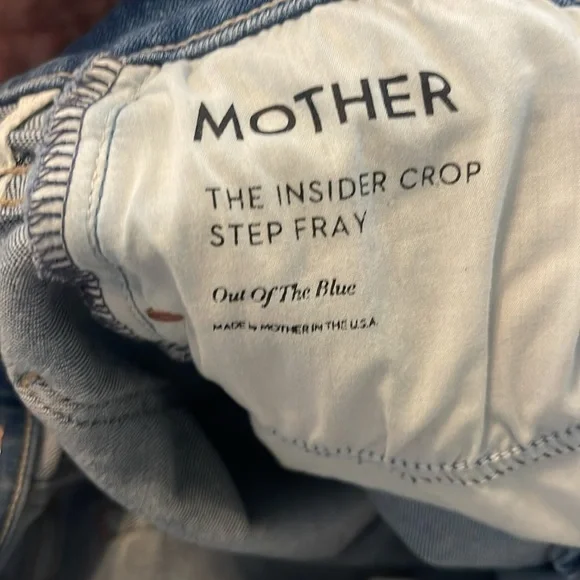 MOTHER
THE INSIDER CROP
STEP FRAY
Out Of The Blue
MADE by MOTHER IN THE U.S.A.